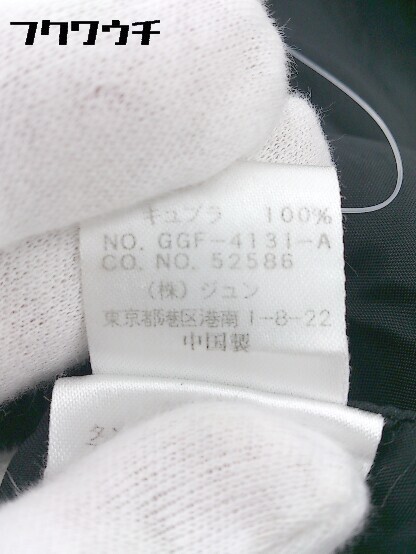 フクワウチ
キュプラ 100%
NO. GGF-4131-A
CO. NO. 52586
(株) ジュン
東京都港区港南 1-8-22
中国製